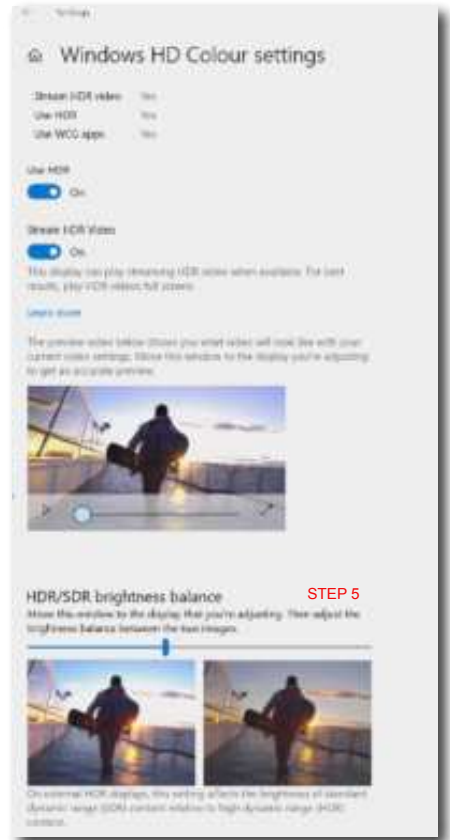 Settings
Windows HD Colour settings
Stream HDR video Yes
Use HDR Yes
Use WCG apps Yes
Use HDR
On
Stream HDR Video
On
This display can play streaming HDR video when available. For best
results, play HDR videos full screen.
Learn more
The preview video below shows you what video will look like with your
current video settings. Move this window to the display you're adjusting
to get an accurate preview.
HDR/SDR brightness balance
STEP 5
Move this window to the display that you're adjusting. Then adjust the
brightness balance between the two images.
On external HDR displays, this setting affects the brightness of standard
dynamic range (SDR) content relative to high dynamic range (HDR)
content.